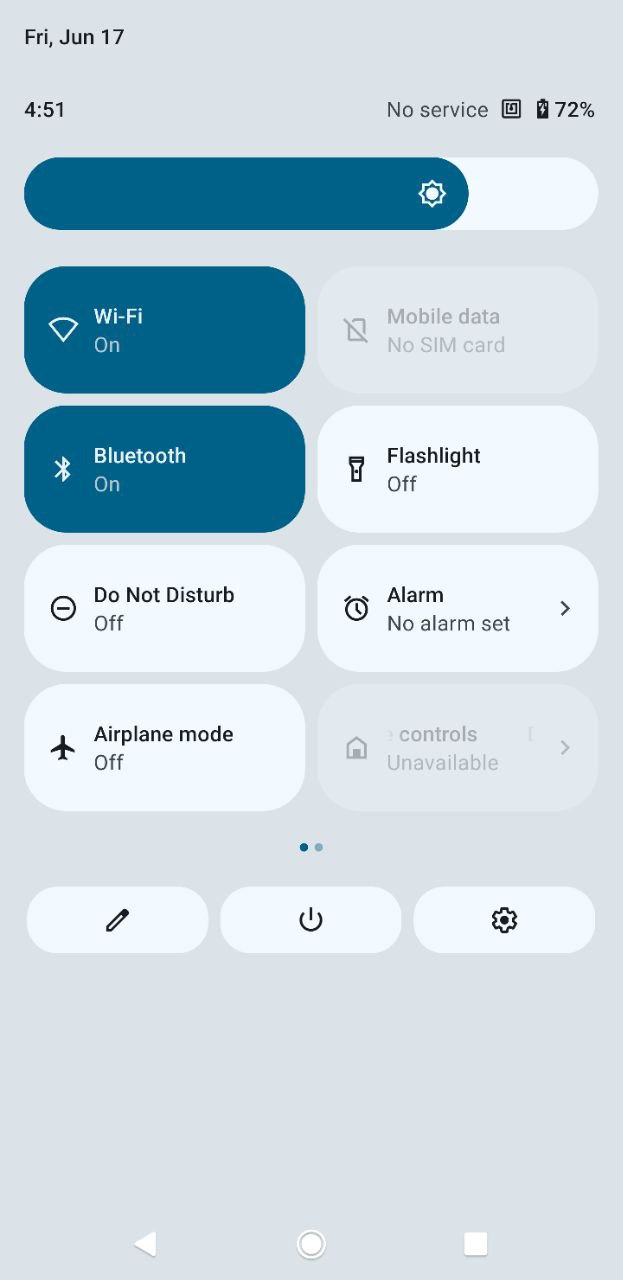 Fri, Jun 17
4:51 No service 72%
Wi-Fi
On
Mobile data
No SIM card
Bluetooth
On
Flashlight
Off
Do Not Disturb
Off
Alarm
No alarm set
Airplane mode
Off
controls
Unavailable